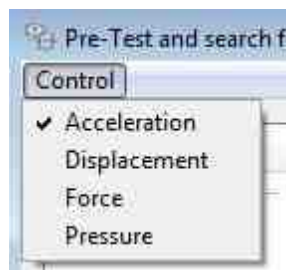 Pre-Test and search f
Control
Acceleration
Displacement
Force
Pressure